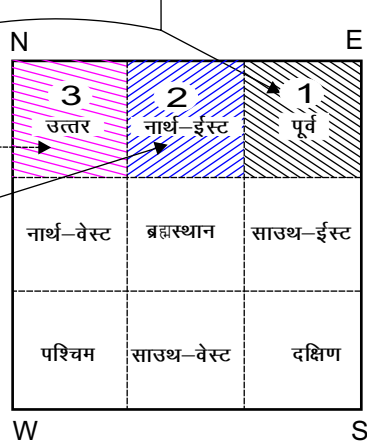 N E
3 2 1
उत्तर नार्थ–ईस्ट पूर्व
नार्थ–वेस्ट ब्रह्मस्थान साउथ–ईस्ट
पश्चिम साउथ–वेस्ट दक्षिण
W S